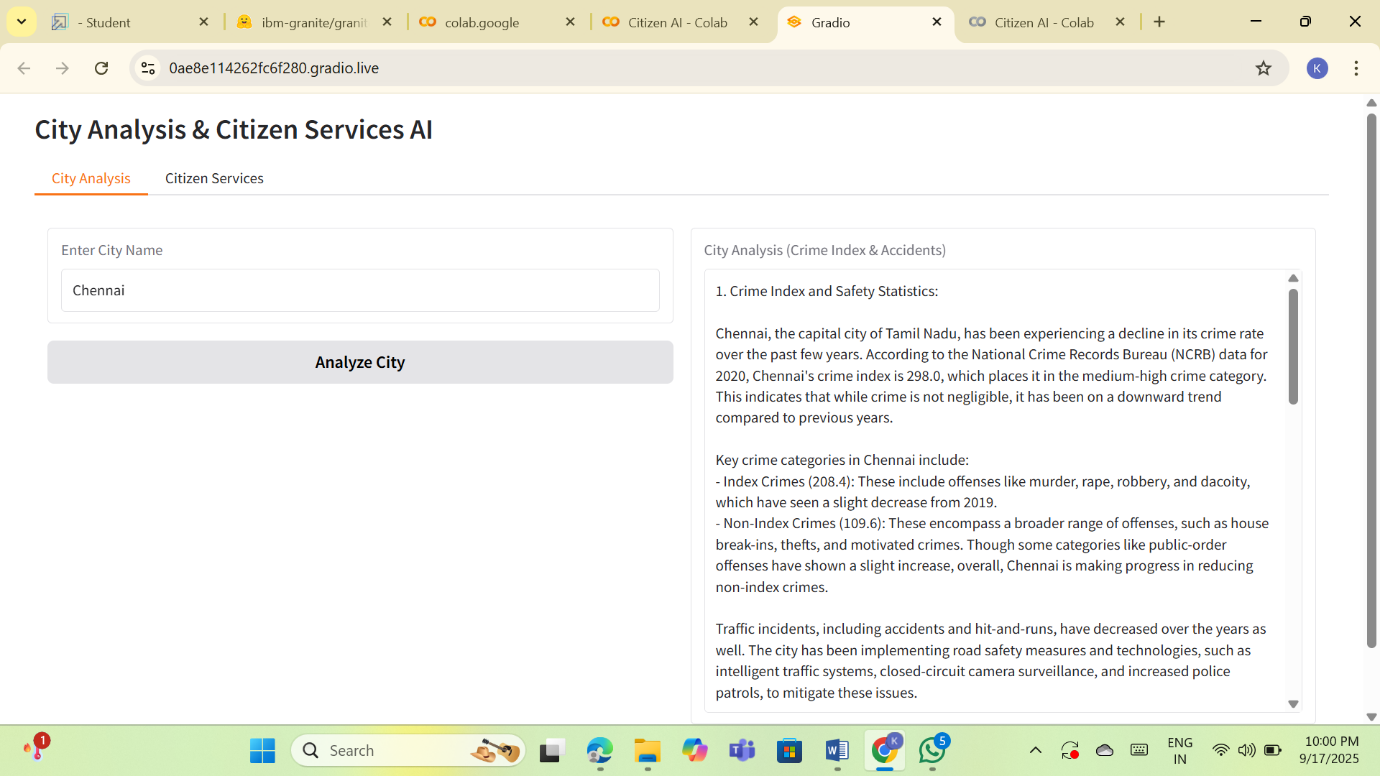 - Student
ibm-granite/granit
colab.google
Citizen AI - Colab
Gradio
Citizen AI - Colab
0ae8e114262fc6f280.gradio.live
K
City Analysis & Citizen Services AI
City Analysis
Citizen Services
Enter City Name
Chennai
Analyze City
City Analysis (Crime Index & Accidents)
1. Crime Index and Safety Statistics:
Chennai, the capital city of Tamil Nadu, has been experiencing a decline in its crime rate
over the past few years. According to the National Crime Records Bureau (NCRB) data for
2020, Chennai's crime index is 298.0, which places it in the medium-high crime category.
This indicates that while crime is not negligible, it has been on a downward trend
compared to previous years.
Key crime categories in Chennai include:
- Index Crimes (208.4): These include offenses like murder, rape, robbery, and dacoity,
which have seen a slight decrease from 2019.
- Non-Index Crimes (109.6): These encompass a broader range of offenses, such as house
break-ins, thefts, and motivated crimes. Though some categories like public-order
offenses have shown a slight increase, overall, Chennai is making progress in reducing
non-index crimes.
Traffic incidents, including accidents and hit-and-runs, have decreased over the years as
well. The city has been implementing road safety measures and technologies, such as
intelligent traffic systems, closed-circuit camera surveillance, and increased police
patrols, to mitigate these issues.
1
Search
K
5
ENG
IN
10:00 PM
9/17/2025